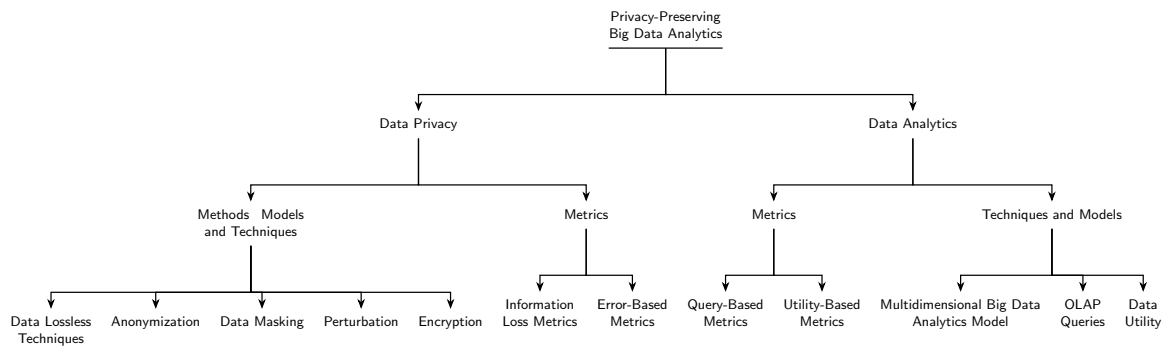 Privacy-Preserving
Big Data Analytics
Data Privacy
Data Analytics
Methods Models
and Techniques
Metrics
Metrics
Techniques and Models
Data Lossless
Techniques
Anonymization
Data Masking
Perturbation
Encryption
Information
Loss Metrics
Error-Based
Metrics
Query-Based
Metrics
Utility-Based
Metrics
Multidimensional Big Data
Analytics Model
OLAP
Queries
Data
Utility